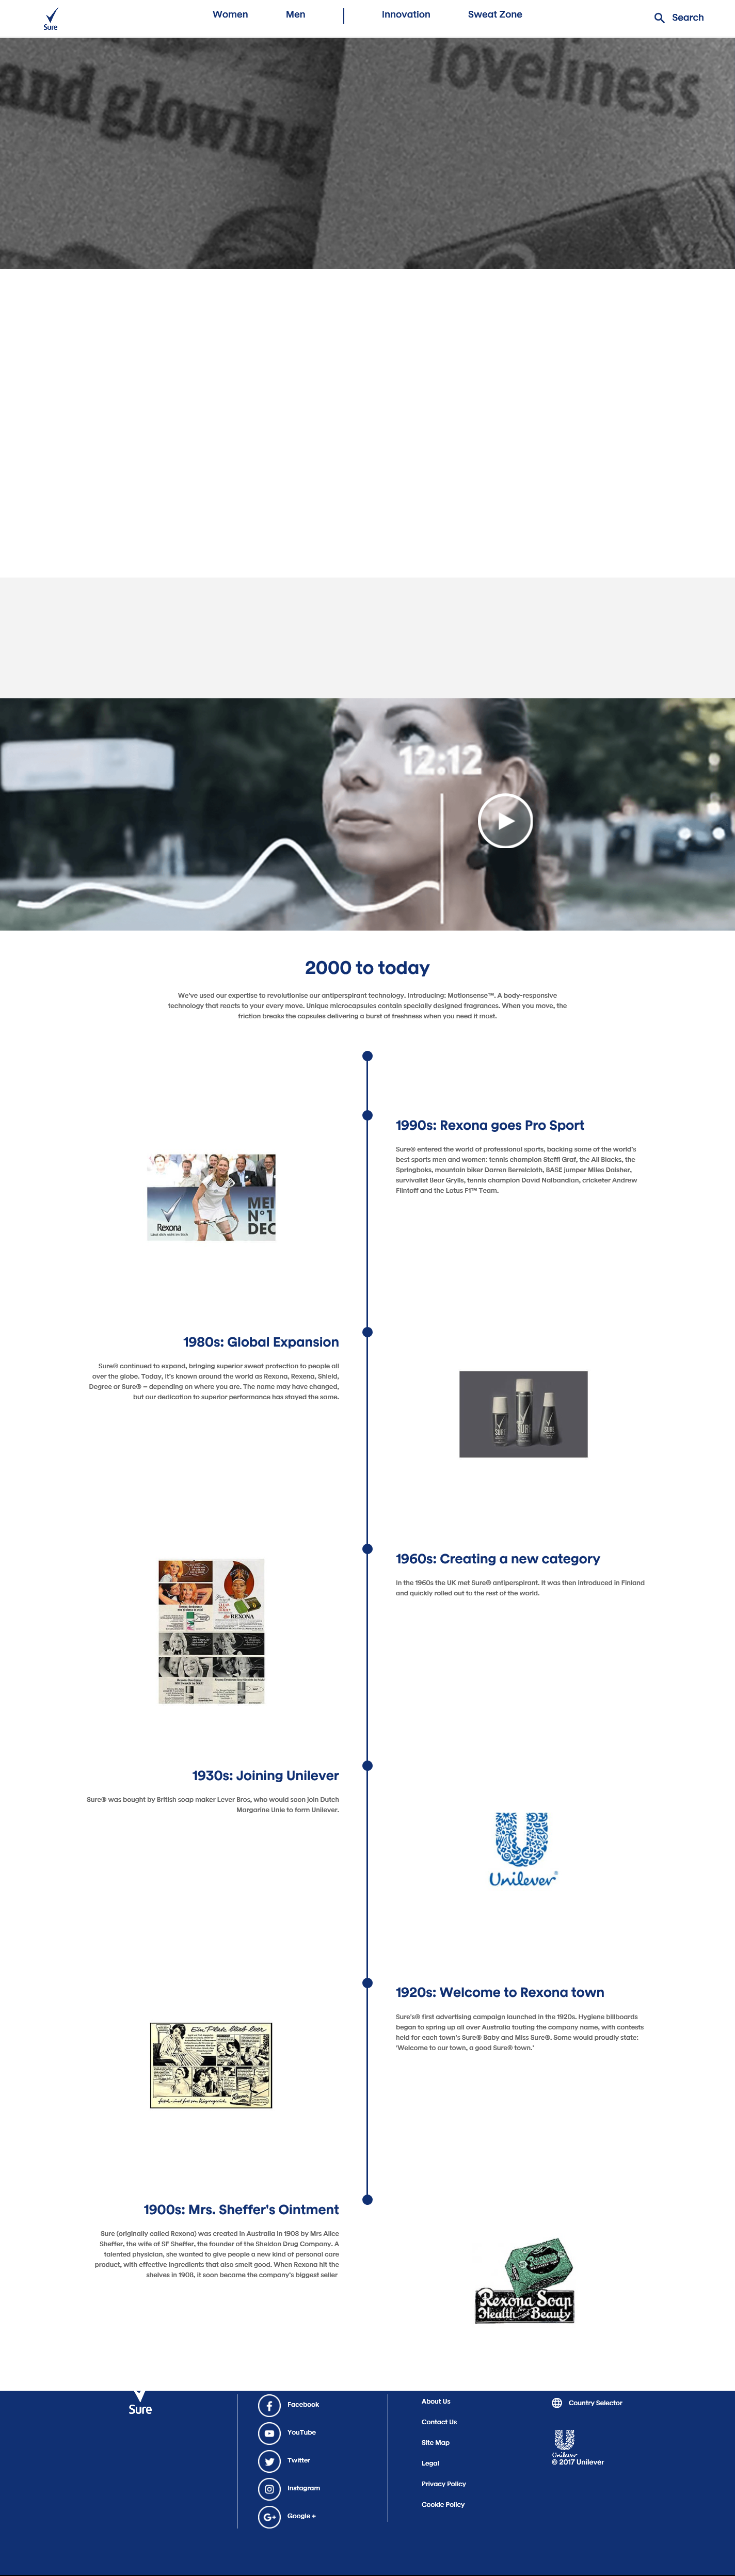 Sure
Women
Men
Innovation
Sweat Zone
Search
and glowing
loveliness
12:12
2000 to today
We've used our expertise to revolutionise our antiperspirant technology. Introducing: Motionsense™. A body-responsive
technology that reacts to your every move. Unique microcapsules contain specially designed fragrances. When you move, the
friction breaks the capsules delivering a burst of freshness when you need it most.
1990s: Rexona goes Pro Sport
Sure® entered the world of professional sports, backing some of the world's
best sports men and women: tennis champion Steffi Graf, the All Blacks, the
Springboks, mountain biker Darren Berrelcloth, BASE jumper Miles Daisher,
survivalist Bear Grylls, tennis champion David Nalbandian, cricketer Andrew
Flintoff and the Lotus F1™ Team.
Rexona
MEI
N°1
DEC
1980s: Global Expansion
Sure® continued to expand, bringing superior sweat protection to people all
over the globe. Today, it's known around the world as Rexona, Rexena, Shield,
Degree or Sure® – depending on where you are. The name may have changed,
but our dedication to superior performance has stayed the same.
SURE
SURE
SURE
1960s: Creating a new category
In the 1960s the UK met Sure® antiperspirant. It was then introduced in Finland
and quickly rolled out to the rest of the world.
REXONA
1930s: Joining Unilever
Sure® was bought by British soap maker Lever Bros, who would soon join Dutch
Margarine Unie to form Unilever.
Unilever®
1920s: Welcome to Rexona town
Sure's® first advertising campaign launched in the 1920s. Hygiene billboards
began to spring up all over Australia touting the company name, with contests
held for each town's Sure® Baby and Miss Sure®. Some would proudly state:
'Welcome to our town, a good Sure® town.'
Ein Platz blieb leer
1900s: Mrs. Sheffer's Ointment
Sure (originally called Rexona) was created in Australia in 1908 by Mrs Alice
Sheffer, the wife of SF Sheffer, the founder of the Sheldon Drug Company. A
talented physician, she wanted to give people a new kind of personal care
product, with effective ingredients that also smelt good. When Rexona hit the
shelves in 1908, it soon became the company's biggest seller
Rexona Soap
Health for Beauty
Sure
Facebook
YouTube
Twitter
Instagram
Google +
About Us
Contact Us
Site Map
Legal
Privacy Policy
Cookie Policy
Country Selector
Unilever
© 2017 Unilever